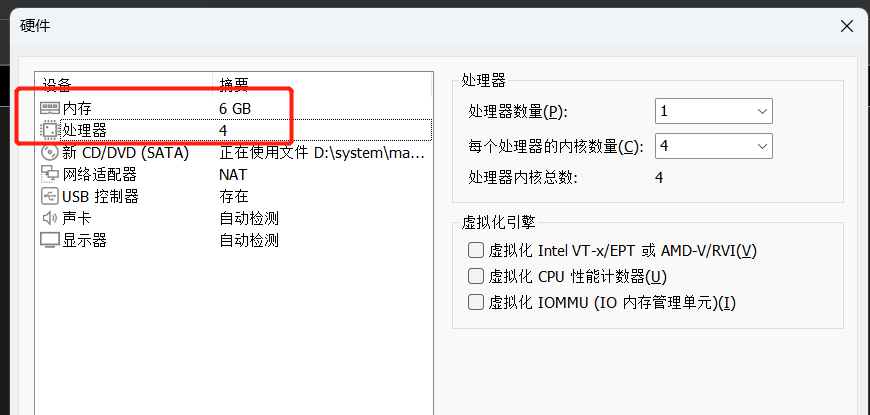 硬件
设备 摘要
内存 6 GB
处理器 4
新 CD/DVD (SATA) 正在使用文件 D:\system\ma...
网络适配器 NAT
USB 控制器 存在
声卡 自动检测
显示器 自动检测
处理器
处理器数量(P): 1
每个处理器的内核数量(C): 4
处理器内核总数: 4
虚拟化引擎
虚拟化 Intel VT-x/EPT 或 AMD-V/RVI(V)
虚拟化 CPU 性能计数器(U)
虚拟化 IOMMU (IO 内存管理单元)(I)